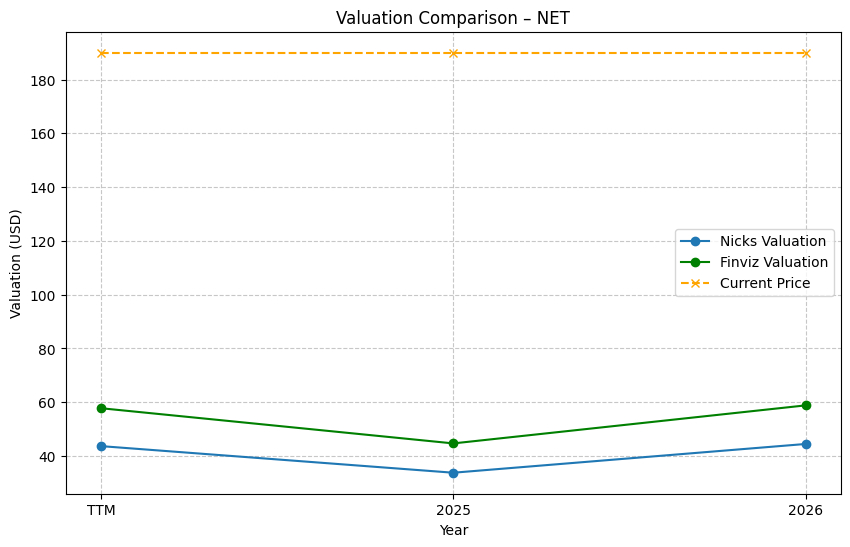 Valuation Comparison – NET
Valuation (USD)
180
160
140
120
100
80
60
40
Nicks Valuation
Finviz Valuation
Current Price
TTM
2025
2026
Year